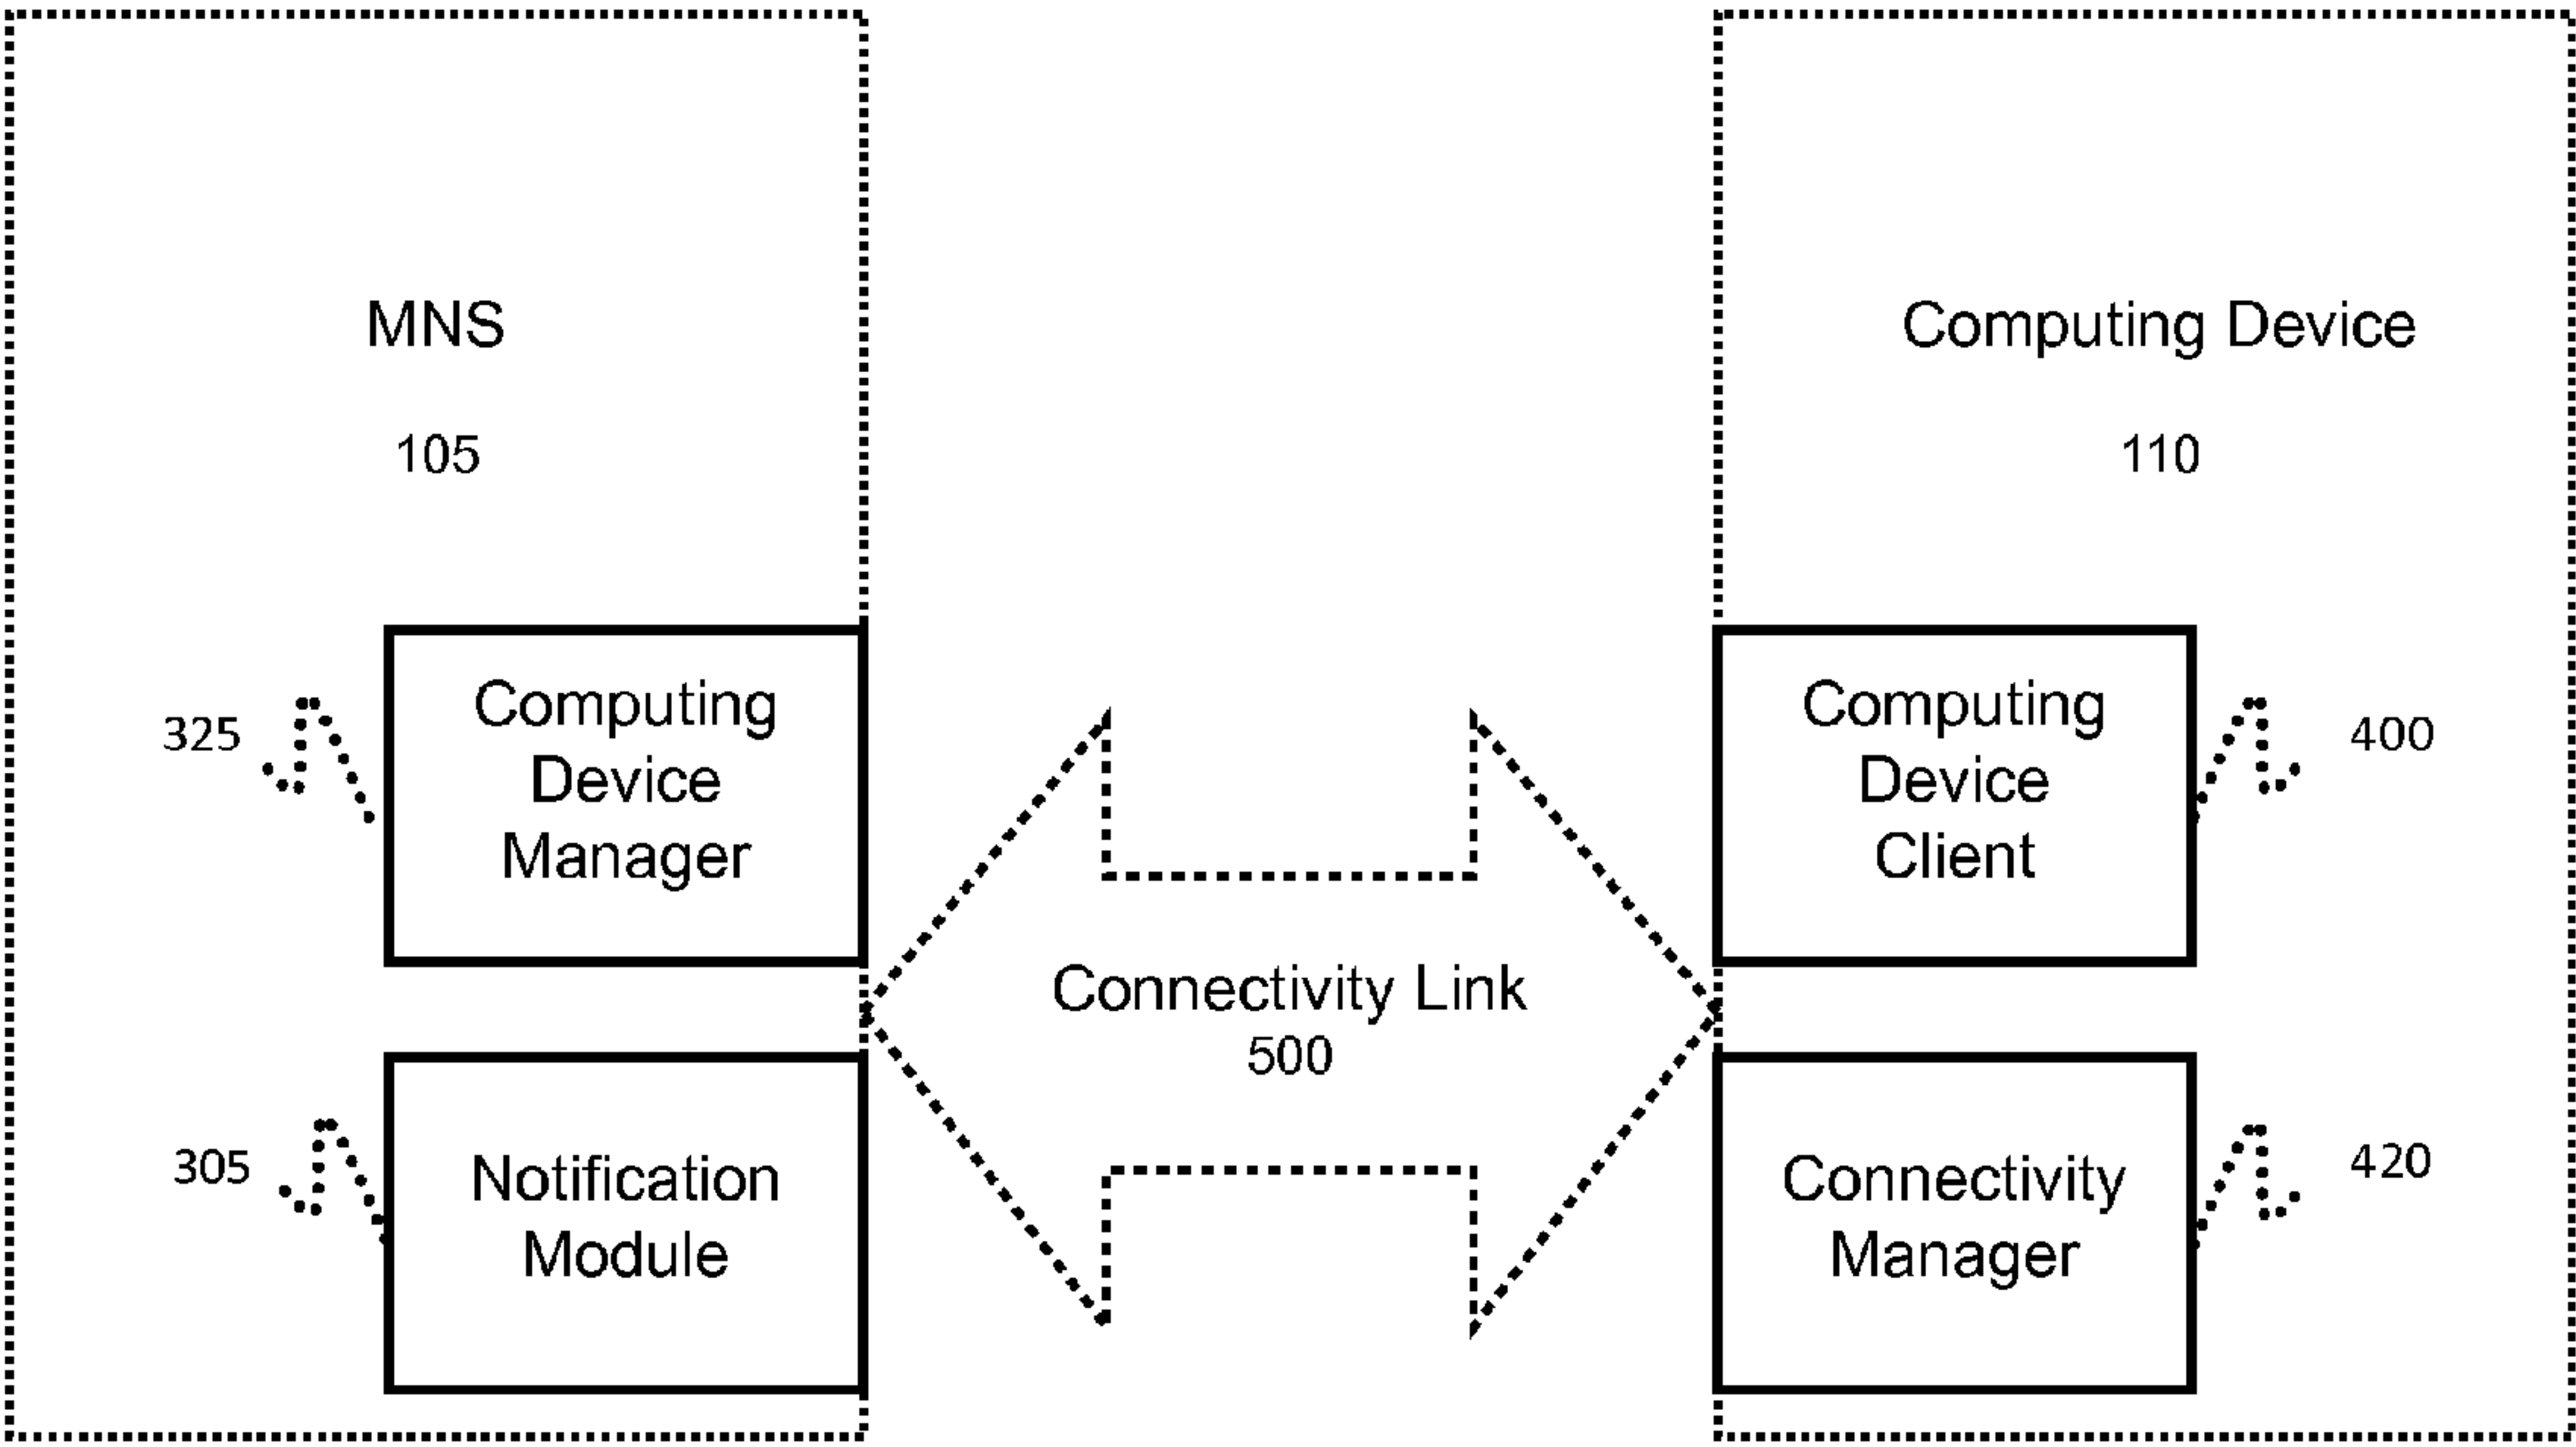 MNS
105
Computing Device
110
325
Computing
Device
Manager
Computing
Device
Client
400
Connectivity Link
500
305
Notification
Module
Connectivity
Manager
420